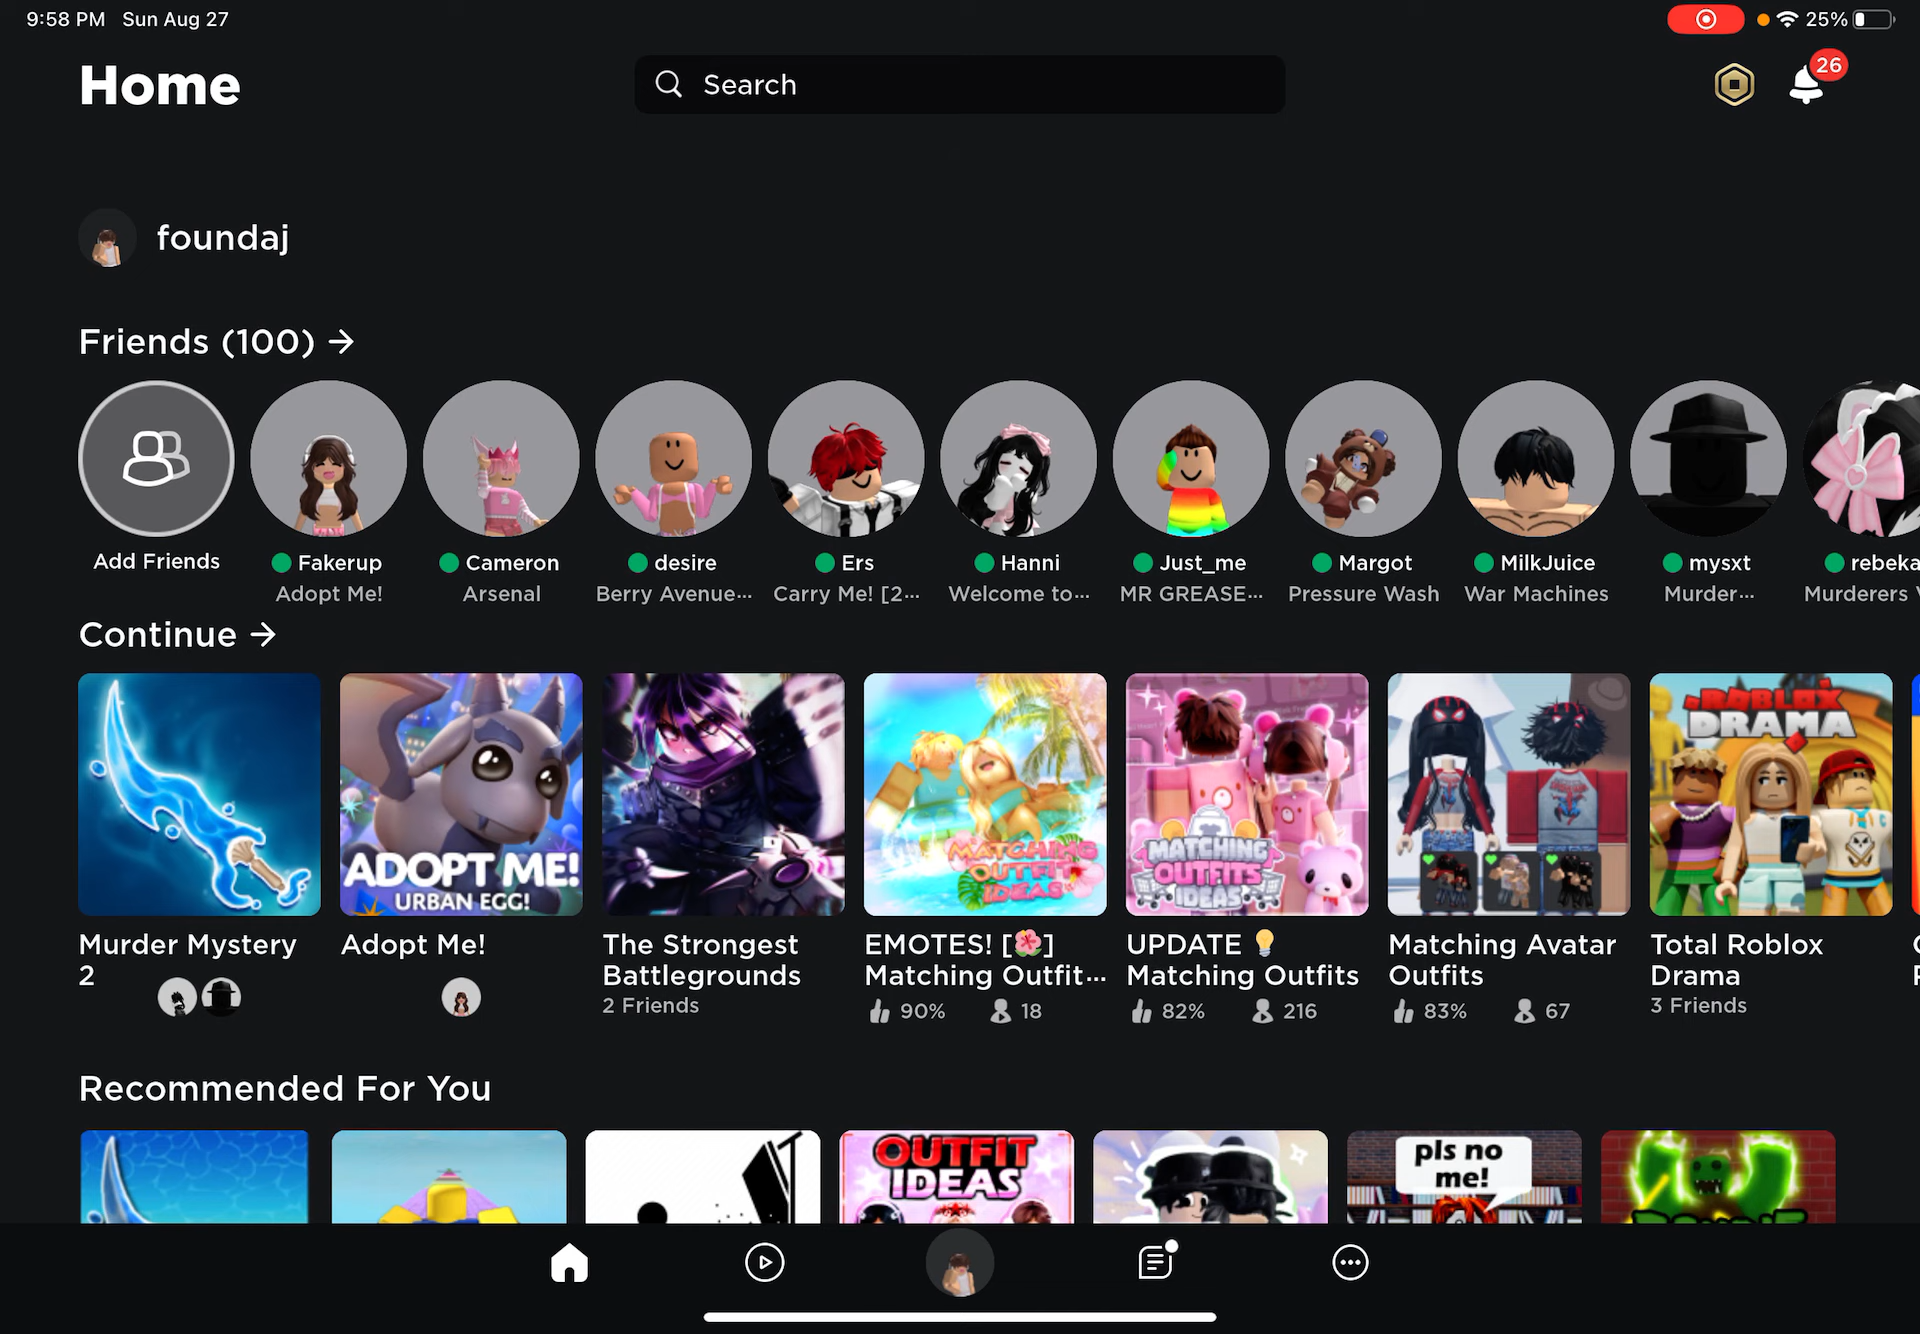 9:58 PM Sun Aug 27
25%
Home
Search
26
foundaj
Friends (100) →
Add Friends
Fakerup
Adopt Me!
Cameron
Arsenal
desire
Berry Avenue...
Ers
Carry Me! [2...
Hanni
Welcome to...
Just_me
MR GREASE...
Margot
Pressure Wash
MilkJuice
War Machines
mysxt
Murder...
rebeka
Murderers
Continue →
ADOPT ME!
URBAN EGG!
MATCHING
OUTFIT
IDEAS
MATCHING
OUTFITS
IDEAS
ROBLOX
DRAMA
Murder Mystery
2
Adopt Me!
The Strongest
Battlegrounds
2 Friends
EMOTES! [🌺]
Matching Outfit...
90% 18
UPDATE 💡
Matching Outfits
82% 216
Matching Avatar
Outfits
83% 67
Total Roblox
Drama
3 Friends
Recommended For You
OUTFIT
IDEAS
pls no
me!